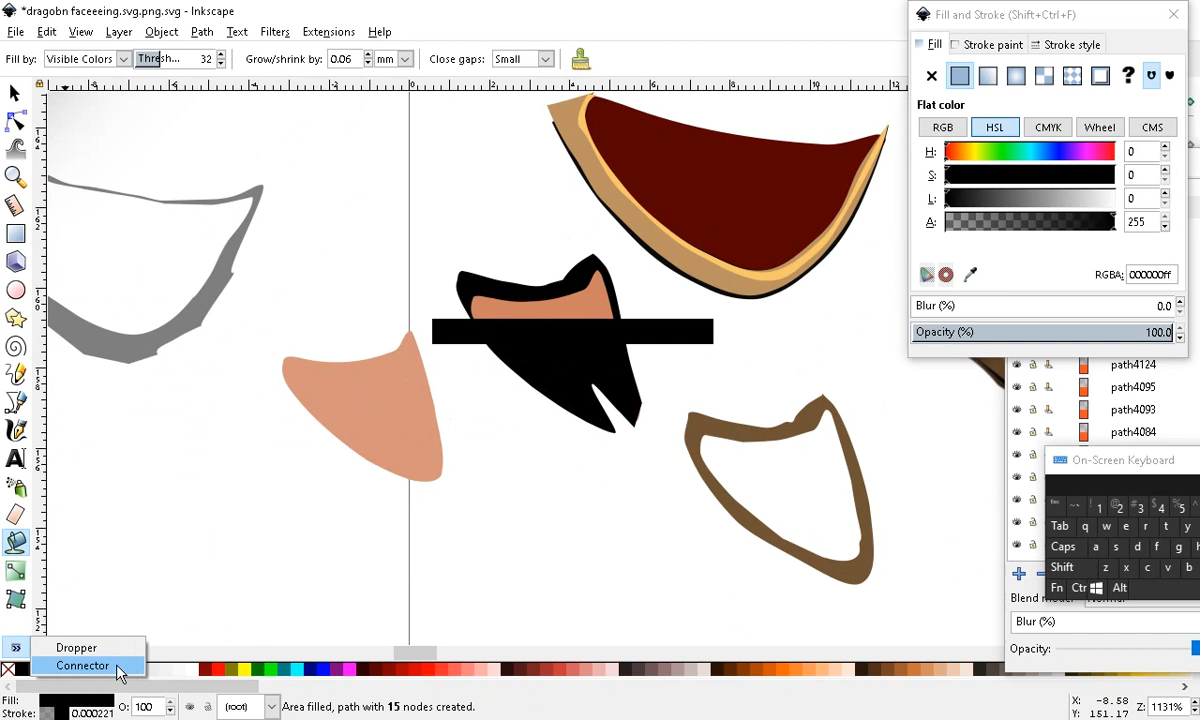 *dragobn faceeeing.svg.png.svg - Inkscape
File Edit View Layer Object Path Text Filters Extensions Help
Fill by: Visible Colors Thresh... 32 Grow/shrink by: 0.06 mm Close gaps: Small
Fill and Stroke (Shift+Ctrl+F)
Fill Stroke paint Stroke style
Flat color
RGB HSL CMYK Wheel CMS
H: 0
S: 0
L: 0
A: 255
RGBA: 000000ff
Blur (%) 0.0
Opacity (%) 100.0
path4124
path4095
path4093
path4084
On-Screen Keyboard
Tab q w e r t y
Caps a s d f g h
Shift z x c v b
Fn Ctr Alt
Blur (%)
Opacity:
Dropper
Connector
Fill:
Stroke: 0.000221
O: 100
(root)
Area filled, path with 15 nodes created.
X: -8.58
Y: 151.17
Z: 1131%